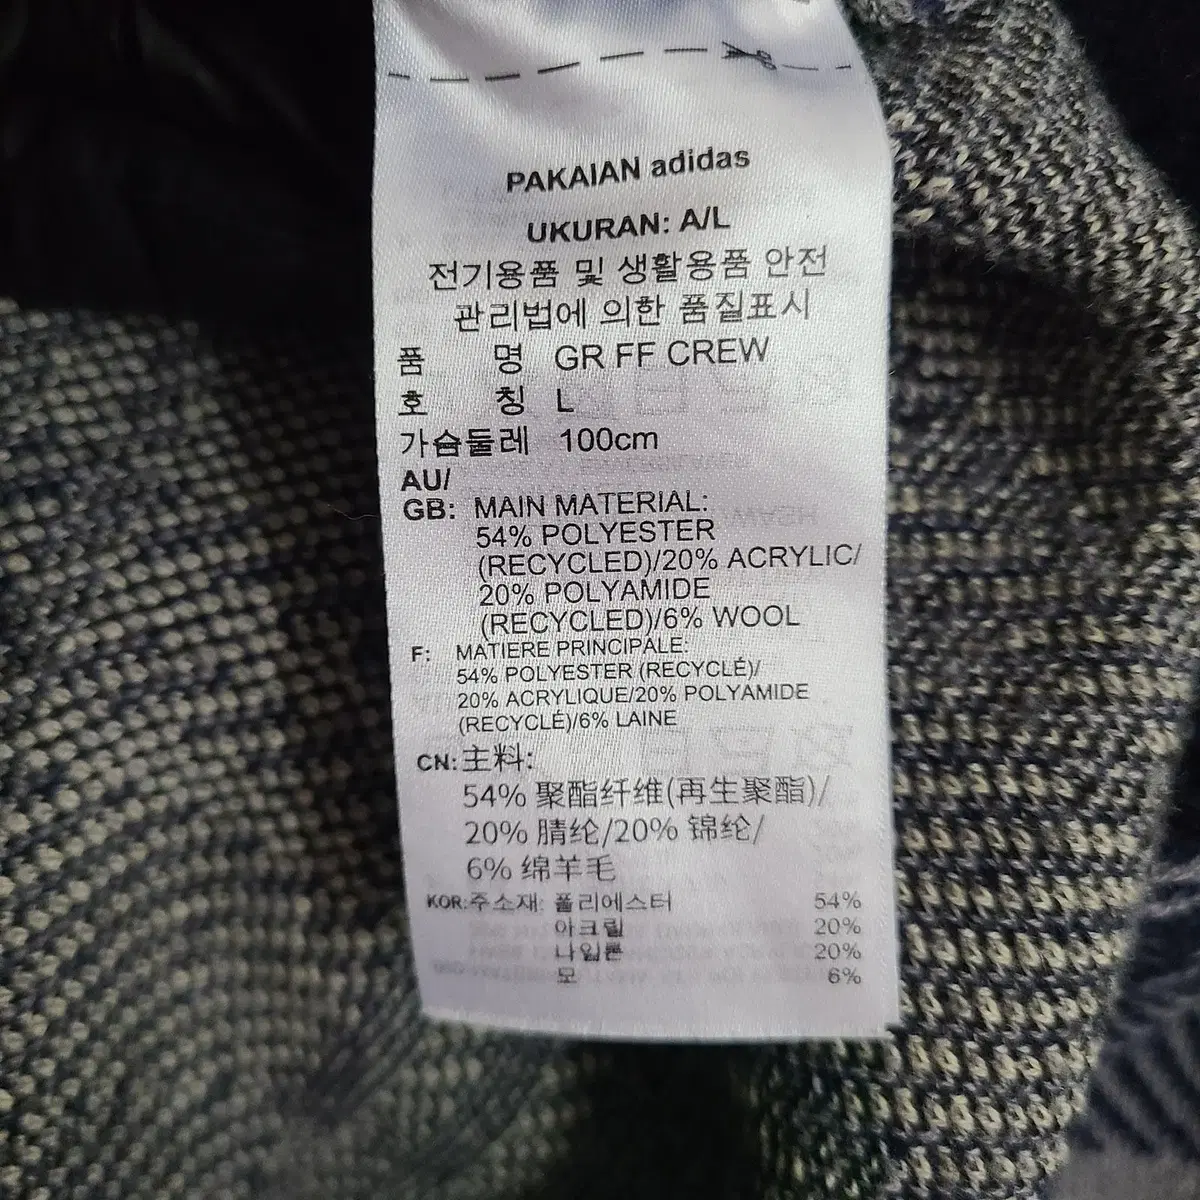 PAKAIAN adidas
UKURAN: A/L
전기용품 및 생활용품 안전
관리법에 의한 품질표시
품 명 GR FF CREW
호 칭 L
가슴둘레 100cm
AU/
GB: MAIN MATERIAL:
54% POLYESTER
(RECYCLED)/20% ACRYLIC/
20% POLYAMIDE
(RECYCLED)/6% WOOL
F: MATIERE PRINCIPALE:
54% POLYESTER (RECYCLÉ)/
20% ACRYLIQUE/20% POLYAMIDE
(RECYCLÉ)/6% LAINE
CN: 主料:
54% 聚酯纤维(再生聚酯)/
20% 腈纶/20% 锦纶/
6% 绵羊毛
KOR: 주소재: 폴리에스터 54%
아크릴 20%
나일론 20%
모 6%